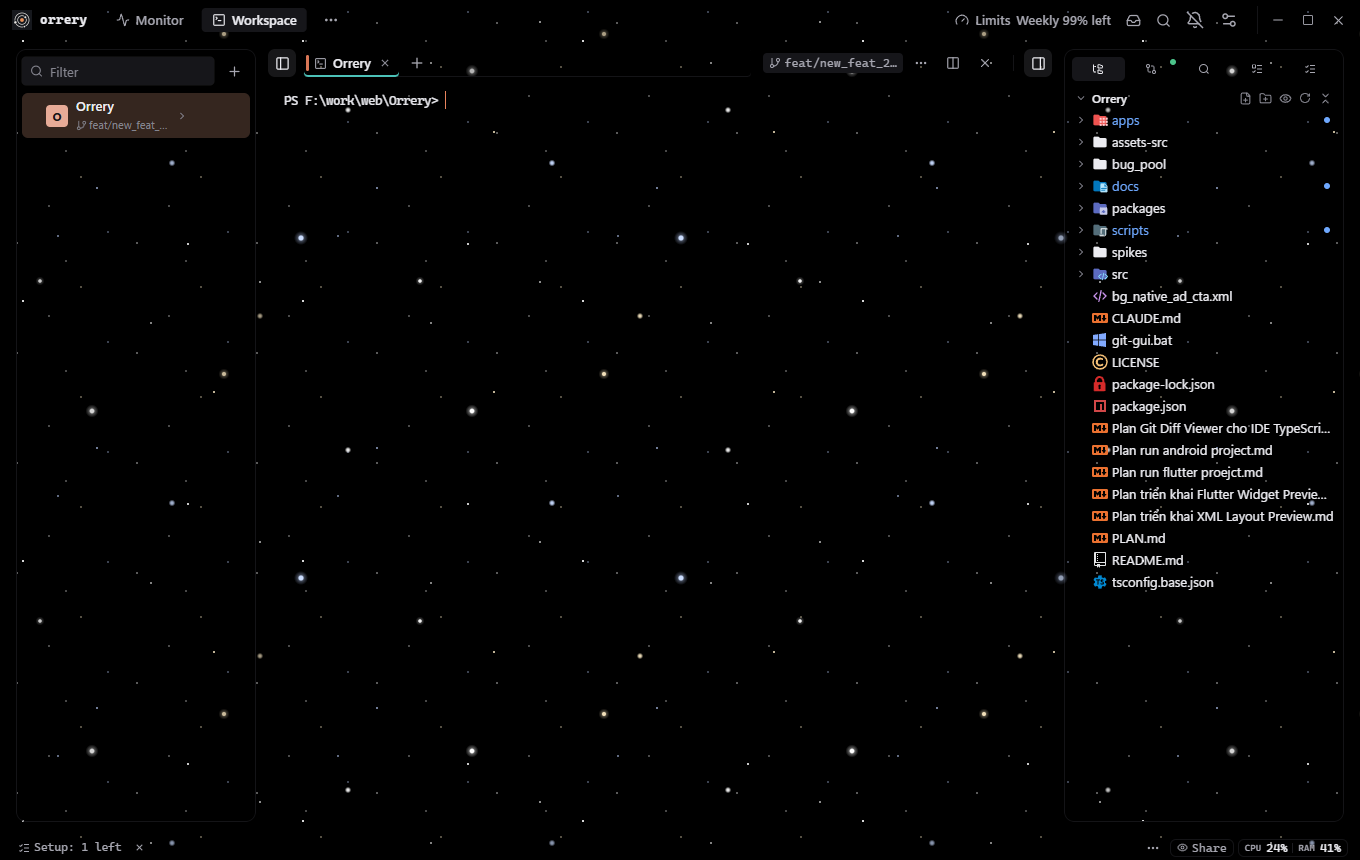 orrery Monitor Workspace ··· Limits Weekly 99% left
Filter
Orrery
feat/new_feat_...
Orrery
feat/new_feat_2…
PS F:\work\web\Orrery>
Orrery
apps
assets-src
bug_pool
docs
packages
scripts
spikes
src
bg_native_ad_cta.xml
CLAUDE.md
git-gui.bat
LICENSE
package-lock.json
package.json
Plan Git Diff Viewer cho IDE TypeScri...
Plan run android project.md
Plan run flutter proejct.md
Plan triển khai Flutter Widget Previe...
Plan triển khai XML Layout Preview.md
PLAN.md
README.md
tsconfig.base.json
Setup: 1 left
Share CPU 24% RAM 41%